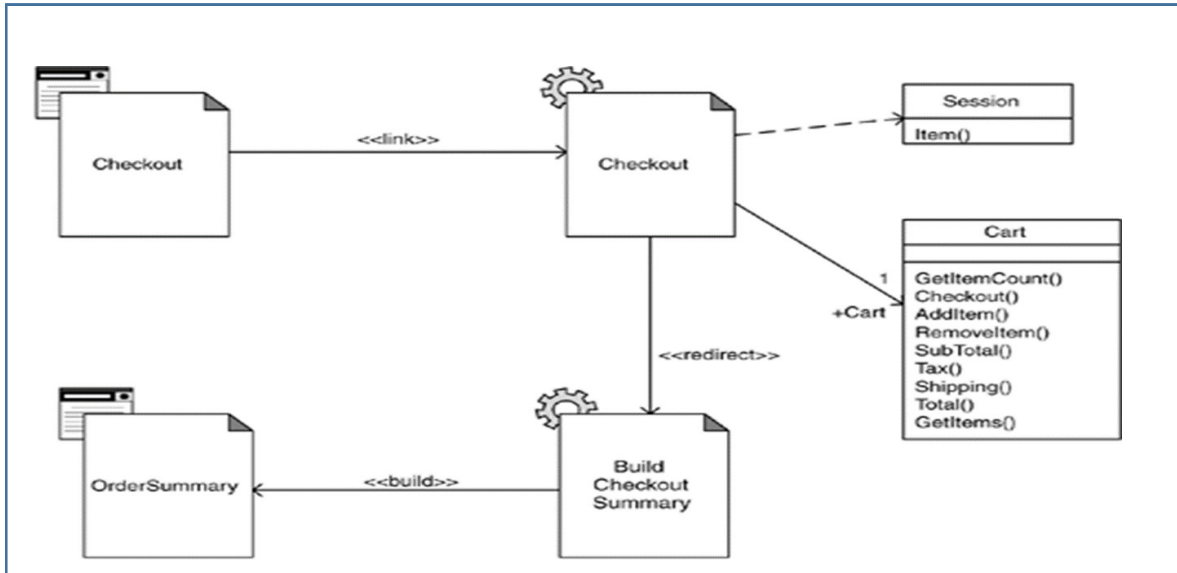 Checkout
<<link>>
Checkout
Session
Item()
Cart
GetItemCount()
Checkout()
AddItem()
RemoveItem()
SubTotal()
Tax()
Shipping()
Total()
GetItems()
1
+Cart
<<redirect>>
OrderSummary
<<build>>
Build
Checkout
Summary